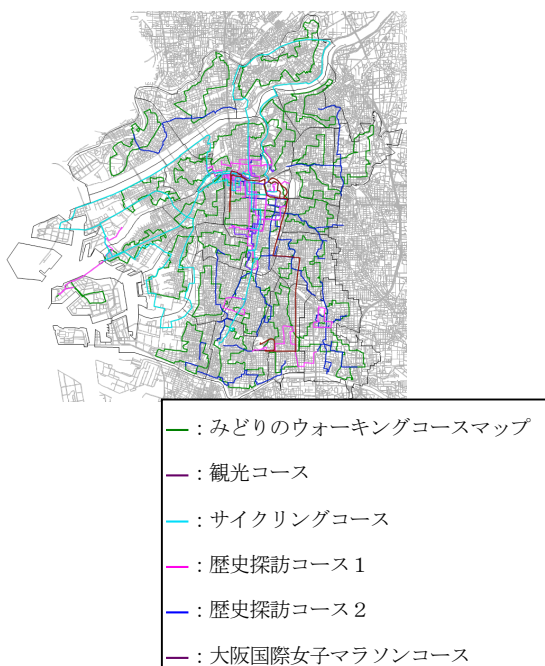 ：みどりのウォーキングコースマップ
：観光コース
：サイクリングコース
：歴史探訪コース１
：歴史探訪コース２
：大阪国際女子マラソンコース